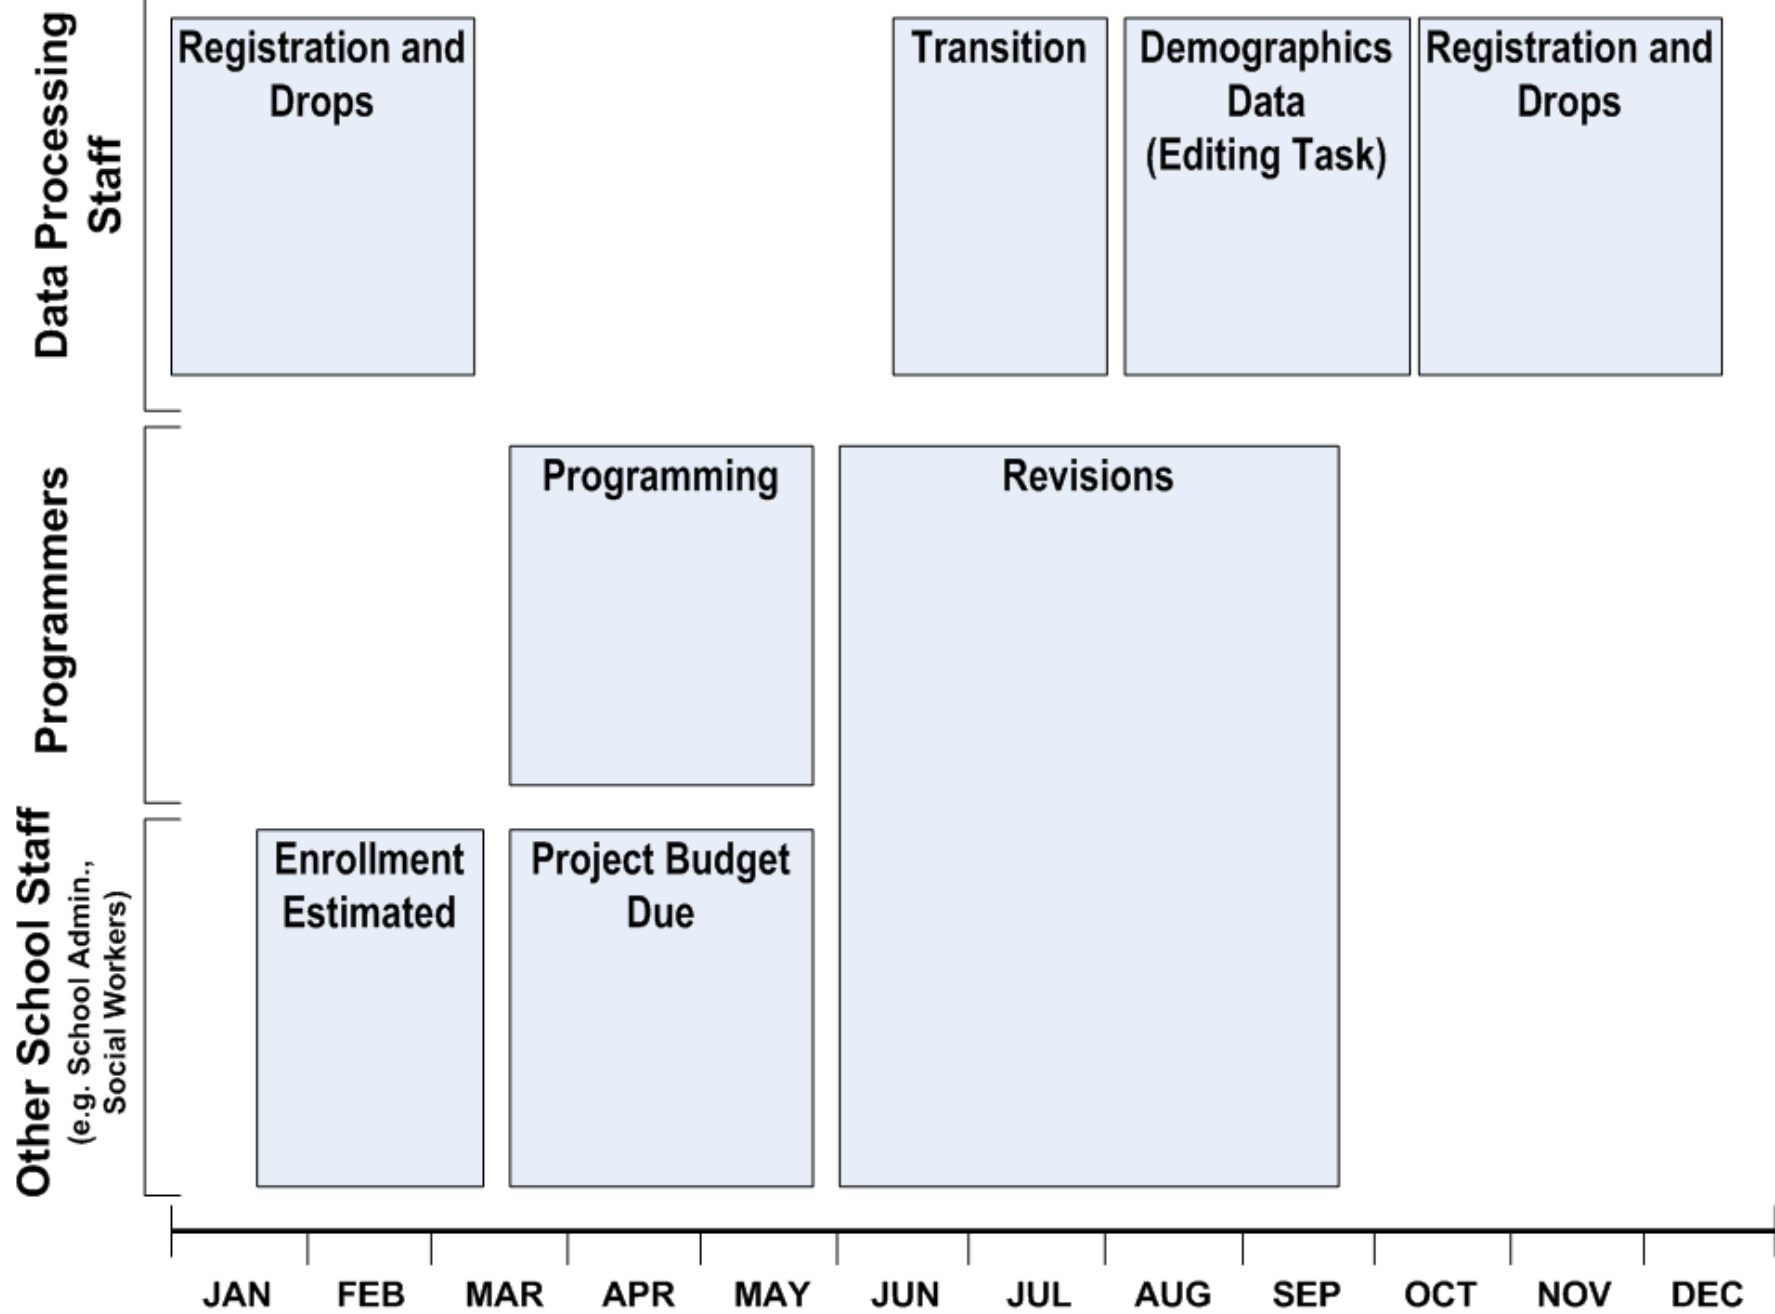 Data Processing
Staff
Registration and
Drops
Transition
Demographics
Data
(Editing Task)
Registration and
Drops
Programmers
Programming
Revisions
Other School Staff
(e.g. School Admin.,
Social Workers)
Enrollment
Estimated
Project Budget
Due
JAN FEB MAR APR MAY JUN JUL AUG SEP OCT NOV DEC